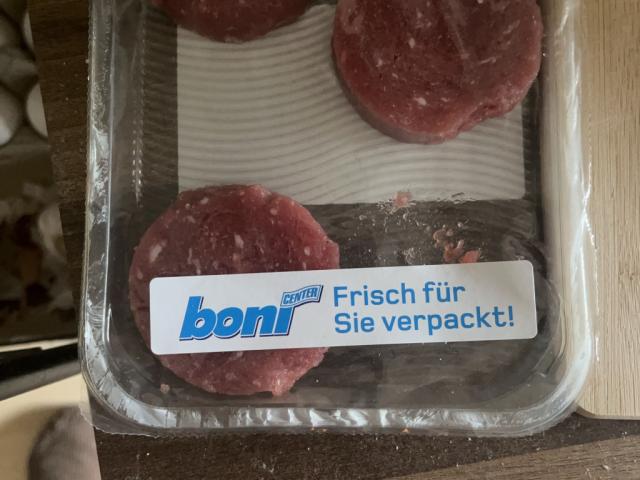 boni CENTER
Frisch für
Sie verpackt!